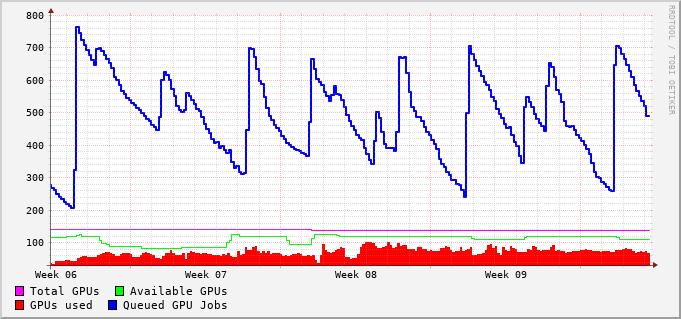 800
700
600
500
400
300
200
100
Week 06 Week 07 Week 08 Week 09
Total GPUs Available GPUs
GPUs used Queued GPU Jobs
RRDTOOL / TOBI OETIKER